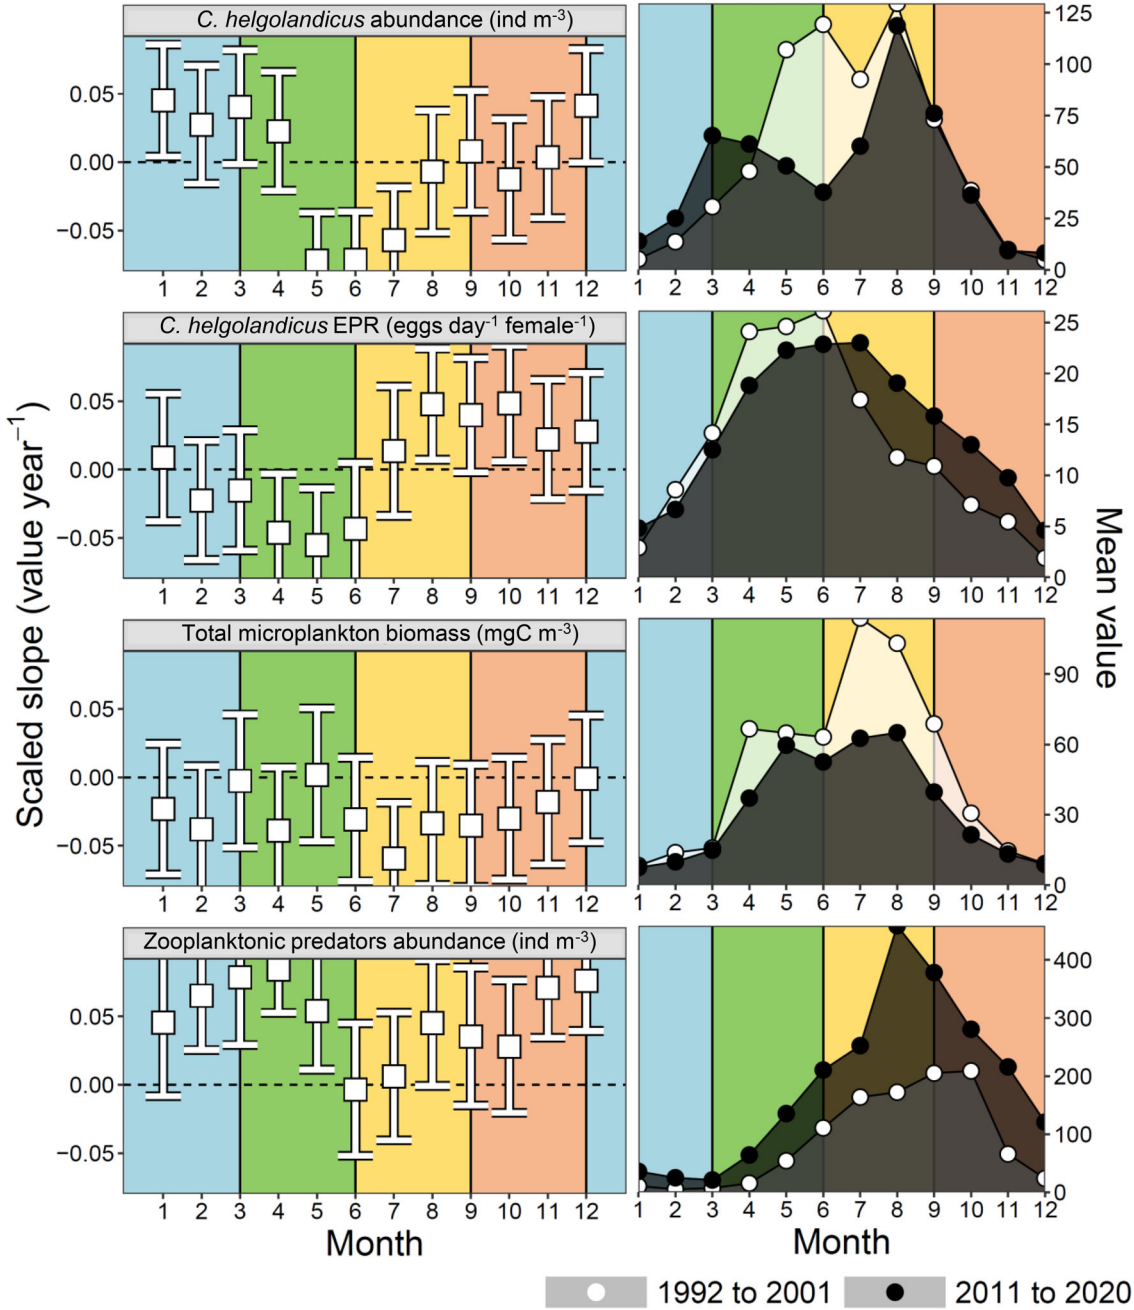 C. helgolandicus abundance (ind m⁻³)
0.05
0.00
−0.05
1 2 3 4 5 6 7 8 9 10 11 12
125
100
75
50
25
0
1 2 3 4 5 6 7 8 9 10 11 12
C. helgolandicus EPR (eggs day⁻¹ female⁻¹)
0.05
0.00
−0.05
1 2 3 4 5 6 7 8 9 10 11 12
25
20
15
10
5
0
1 2 3 4 5 6 7 8 9 10 11 12
Scaled slope (value year⁻¹)
Mean value
Total microplankton biomass (mgC m⁻³)
0.05
0.00
−0.05
1 2 3 4 5 6 7 8 9 10 11 12
90
60
30
0
1 2 3 4 5 6 7 8 9 10 11 12
Zooplanktonic predators abundance (ind m⁻³)
0.05
0.00
−0.05
1 2 3 4 5 6 7 8 9 10 11 12
400
300
200
100
0
1 2 3 4 5 6 7 8 9 10 11 12
Month
Month
1992 to 2001
2011 to 2020